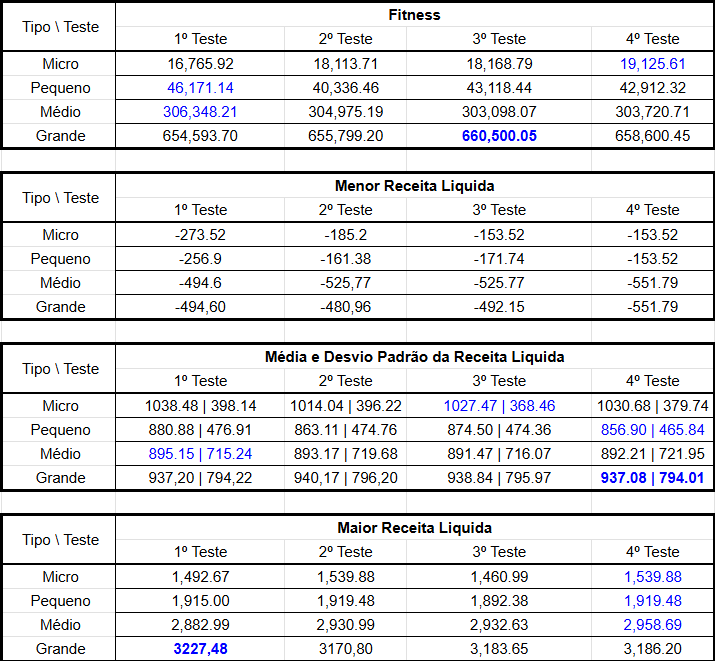 Tipo \ Teste Fitness
1º Teste 2º Teste 3º Teste 4º Teste
Micro 16,765.92 18,113.71 18,168.79 19,125.61
Pequeno 46,171.14 40,336.46 43,118.44 42,912.32
Médio 306,348.21 304,975.19 303,098.07 303,720.71
Grande 654,593.70 655,799.20 660,500.05 658,600.45
Tipo \ Teste Menor Receita Liquida
1º Teste 2º Teste 3º Teste 4º Teste
Micro -273.52 -185.2 -153.52 -153.52
Pequeno -256.9 -161.38 -171.74 -153.52
Médio -494.6 -525,77 -525.77 -551.79
Grande -494,60 -480,96 -492.15 -551.79
Tipo \ Teste Média e Desvio Padrão da Receita Liquida
1º Teste 2º Teste 3º Teste 4º Teste
Micro 1038.48 | 398.14 1014.04 | 396.22 1027.47 | 368.46 1030.68 | 379.74
Pequeno 880.88 | 476.91 863.11 | 474.76 874.50 | 474.36 856.90 | 465.84
Médio 895.15 | 715.24 893.17 | 719.68 891.47 | 716.07 892.21 | 721.95
Grande 937,20 | 794,22 940,17 | 796,20 938.84 | 795.97 937.08 | 794.01
Tipo \ Teste Maior Receita Liquida
1º Teste 2º Teste 3º Teste 4º Teste
Micro 1,492.67 1,539.88 1,460.99 1,539.88
Pequeno 1,915.00 1,919.48 1,892.38 1,919.48
Médio 2,882.99 2,930.99 2,932.63 2,958.69
Grande 3227,48 3170,80 3,183.65 3,186.20